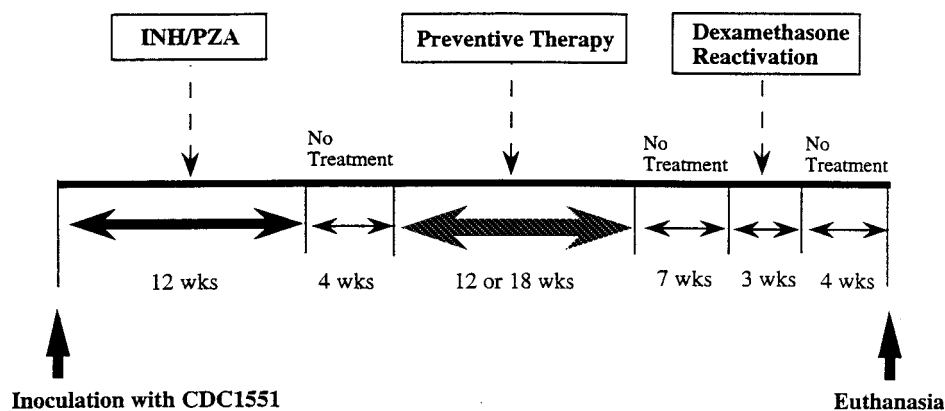 INH/PZA
Preventive Therapy
Dexamethasone
Reactivation
No
Treatment
No
Treatment
No
Treatment
12 wks
4 wks
12 or 18 wks
7 wks
3 wks
4 wks
Inoculation with CDC1551
Euthanasia